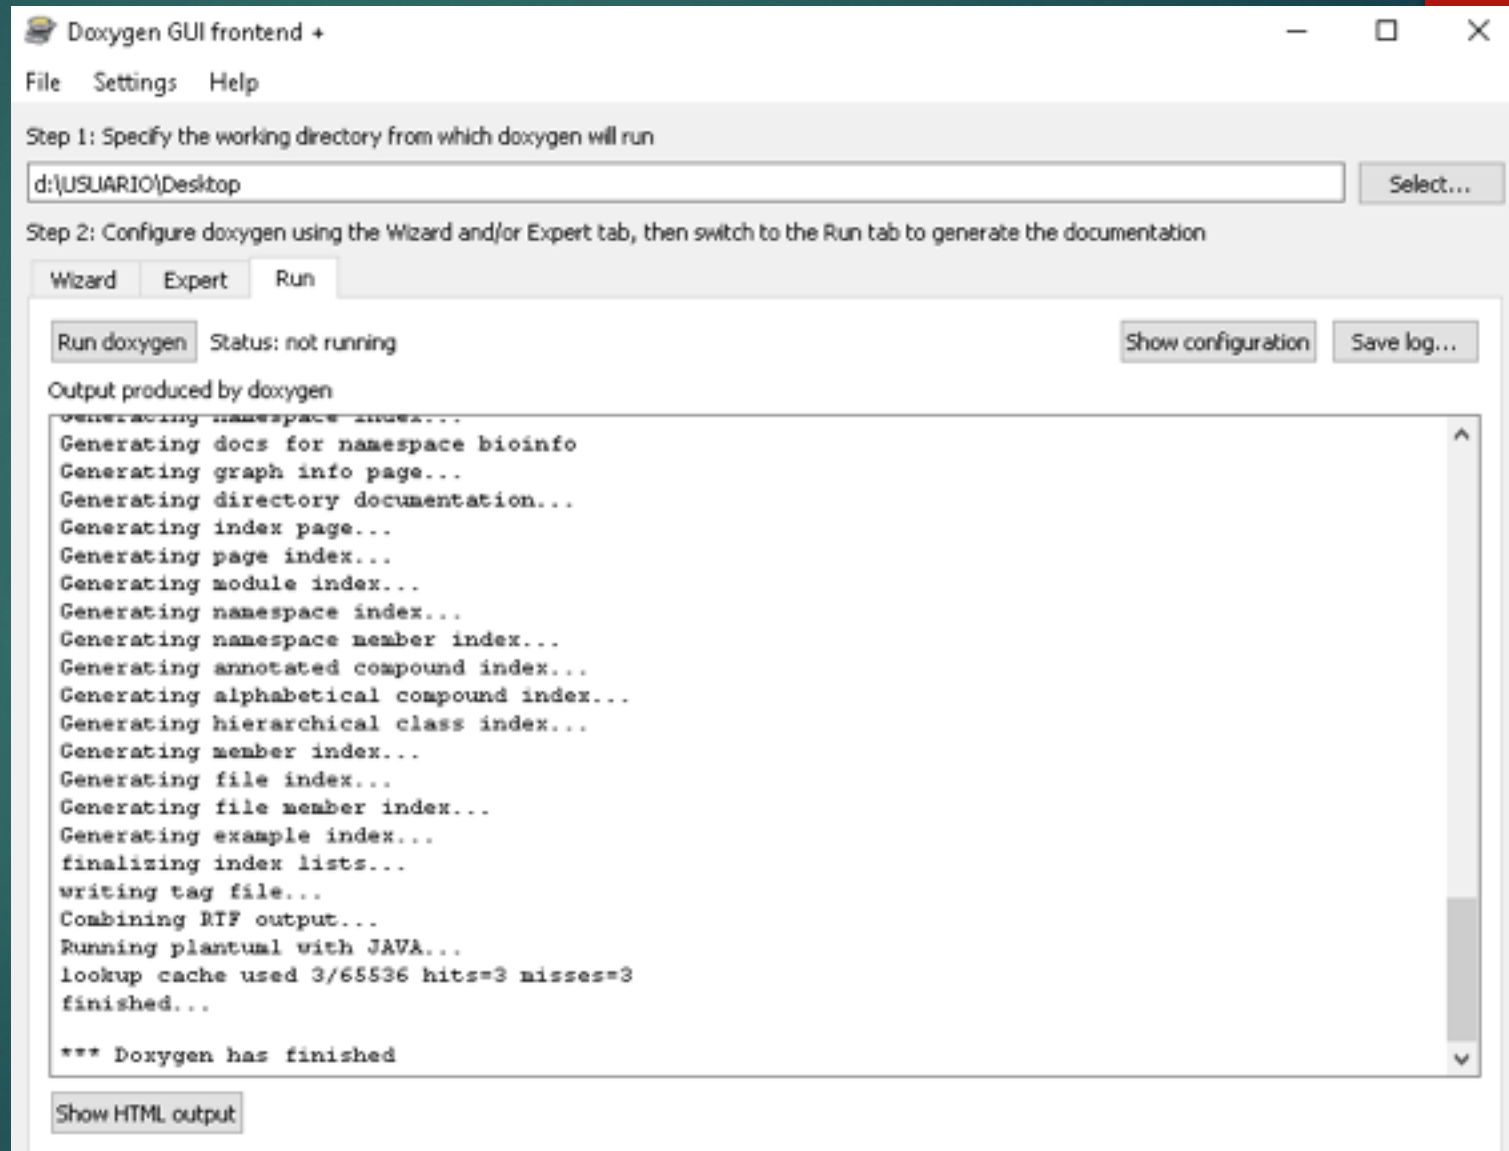 Doxygen GUI frontend +
File Settings Help
Step 1: Specify the working directory from which doxygen will run
d:\USUARIO\Desktop Select...
Step 2: Configure doxygen using the Wizard and/or Expert tab, then switch to the Run tab to generate the documentation
Wizard Expert Run
Run doxygen Status: not running Show configuration Save log...
Output produced by doxygen
Generating namespace index...
Generating docs for namespace bioinfo
Generating graph info page...
Generating directory documentation...
Generating index page...
Generating page index...
Generating module index...
Generating namespace index...
Generating namespace member index...
Generating annotated compound index...
Generating alphabetical compound index...
Generating hierarchical class index...
Generating member index...
Generating file index...
Generating file member index...
Generating example index...
finalizing index lists...
writing tag file...
Combining RTF output...
Running plantuml with JAVA...
lookup cache used 3/65536 hits=3 misses=3
finished...
*** Doxygen has finished
Show HTML output